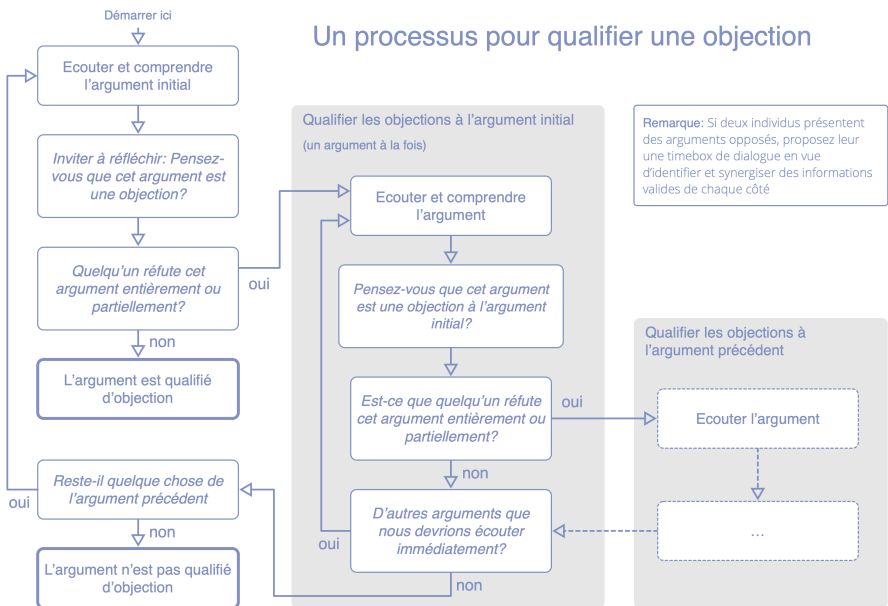 Démarrer ici
Un processus pour qualifier une objection
Ecouter et comprendre
l'argument initial
Inviter à réfléchir: Pensez-
vous que cet argument est
une objection?
Quelqu'un réfute cet
argument entièrement ou
partiellement?
oui
non
L'argument est qualifié
d'objection
Reste-il quelque chose de
l'argument précédent
oui
non
L'argument n'est pas qualifié
d'objection
Qualifier les objections à l'argument initial
(un argument à la fois)
Ecouter et comprendre
l'argument
Pensez-vous que cet argument
est une objection à l'argument
initial?
Est-ce que quelqu'un réfute
cet argument entièrement ou
partiellement?
oui
non
D'autres arguments que
nous devrions écouter
immédiatement?
oui
non
Remarque: Si deux individus présentent
des arguments opposés, proposez leur
une timebox de dialogue en vue
d'identifier et synergiser des informations
valides de chaque côté
Qualifier les objections à
l'argument précédent
Ecouter l'argument
...